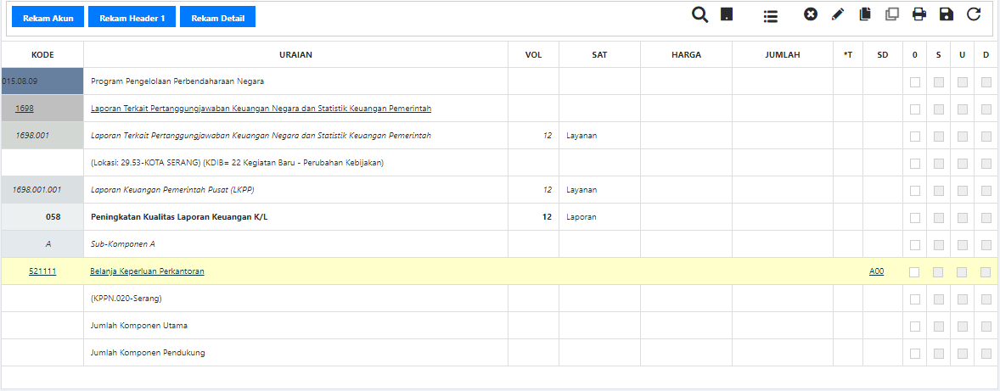 Rekam Akun Rekam Header 1 Rekam Detail
KODE URAIAN VOL SAT HARGA JUMLAH *T SD 0 S U D
015.08.09 Program Pengelolaan Perbendaharaan Negara
1698 Laporan Terkait Pertanggungjawaban Keuangan Negara dan Statistik Keuangan Pemerintah
1698.001 Laporan Terkait Pertanggungjawaban Keuangan Negara dan Statistik Keuangan Pemerintah 12 Layanan
(Lokasi: 29.53-KOTA SERANG) (KDIB= 22 Kegiatan Baru - Perubahan Kebijakan)
1698.001.001 Laporan Keuangan Pemerintah Pusat (LKPP) 12 Layanan
058 Peningkatan Kualitas Laporan Keuangan K/L 12 Laporan
A Sub-Komponen A
521111 Belanja Keperluan Perkantoran A00
(KPPN.020-Serang)
Jumlah Komponen Utama
Jumlah Komponen Pendukung